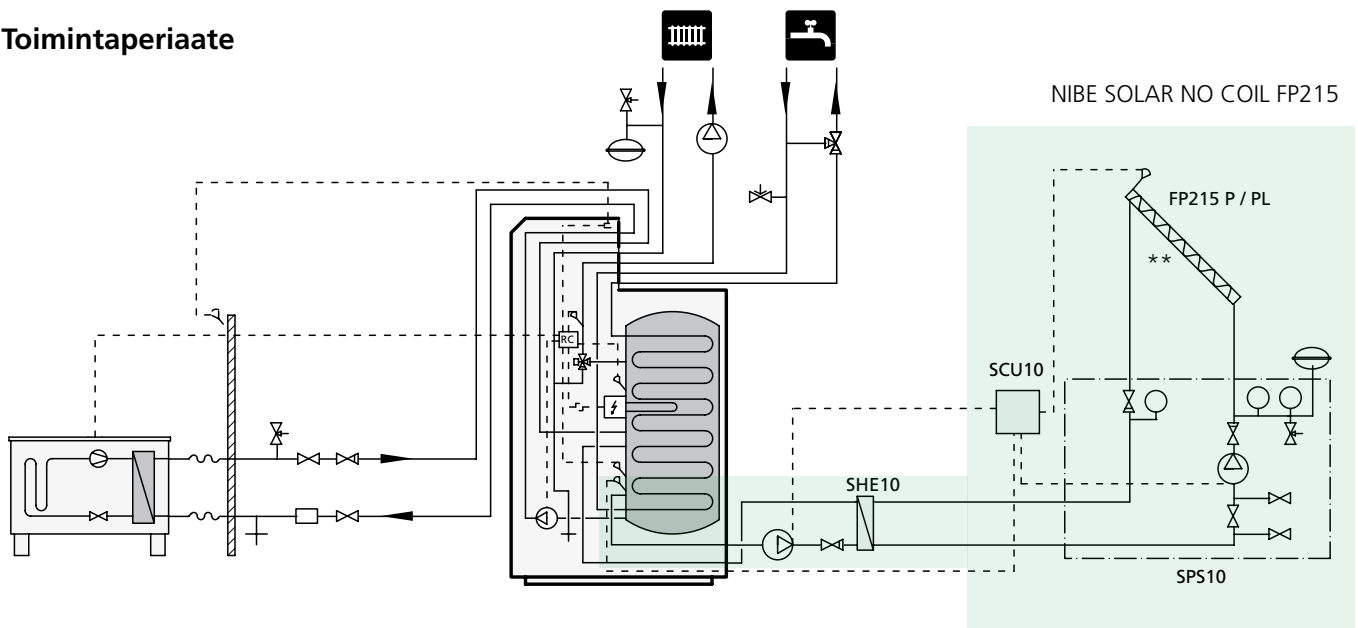 Toimintaperiaate
NIBE SOLAR NO COIL FP215
FP215 P / PL
**
RC
SCU10
SHE10
SPS10